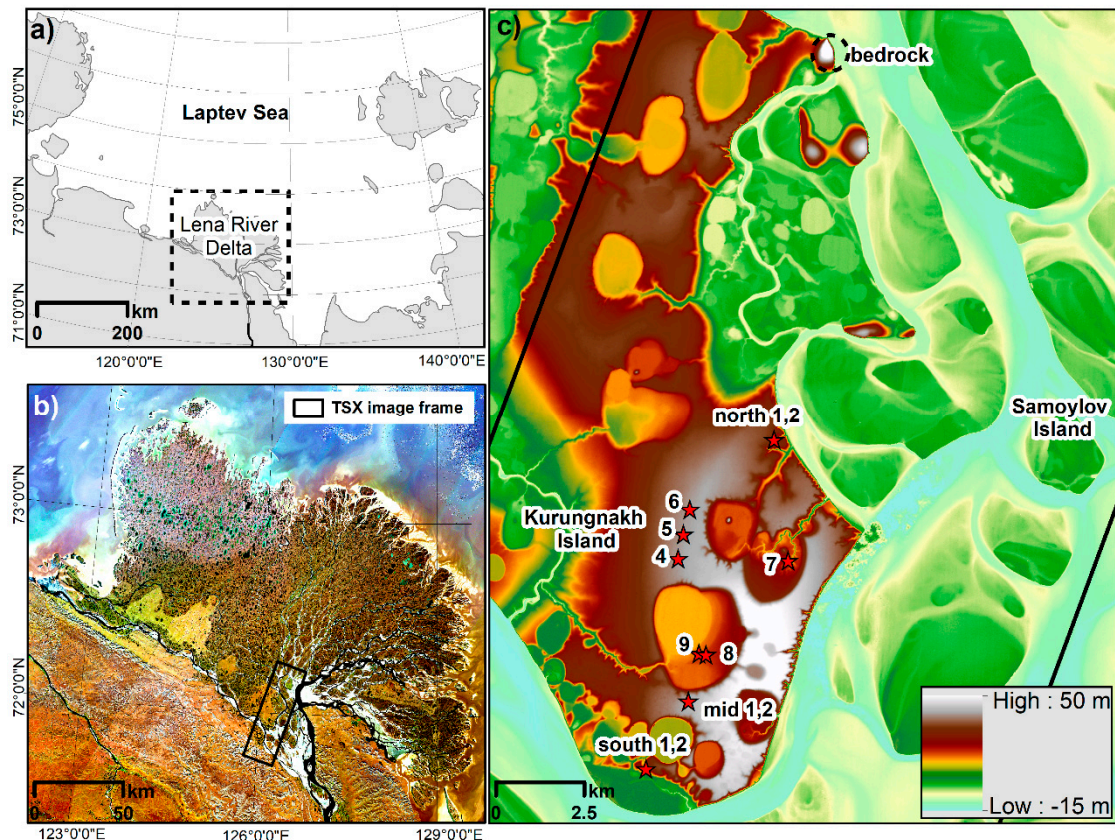 a)
Laptev Sea
Lena River
Delta
75°0'0"N
73°0'0"N
71°0'0"N
0
200
km
120°0'0"E
130°0'0"E
140°0'0"E
b)
TSX image frame
73°0'0"N
72°0'0"N
0
50
km
123°0'0"E
126°0'0"E
129°0'0"E
c)
bedrock
Samoylov
Island
north 1,2
6
Kurungnakh
Island
5
4
7
9
8
mid 1,2
south 1,2
0
2.5
km
High : 50 m
Low : -15 m